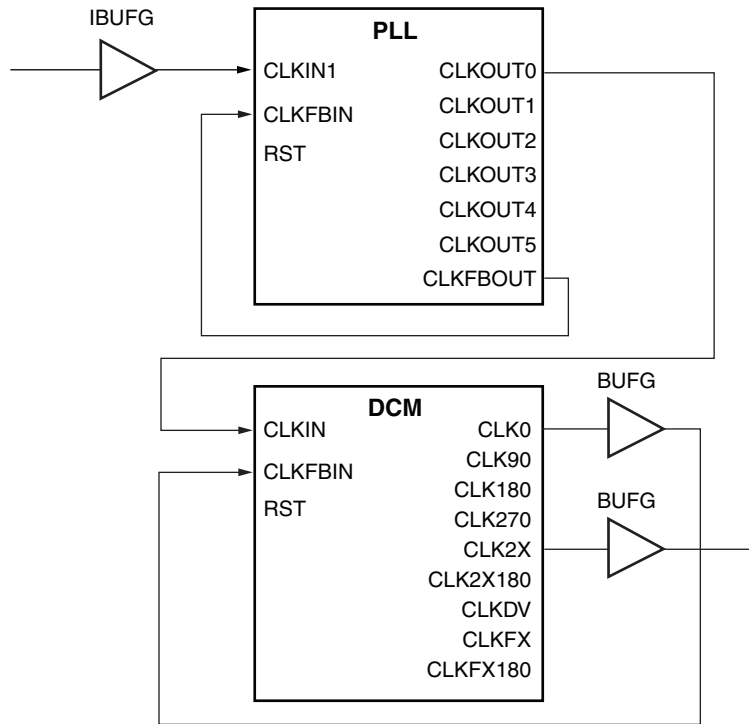 IBUFG
PLL
CLKIN1
CLKFBIN
RST
CLKOUT0
CLKOUT1
CLKOUT2
CLKOUT3
CLKOUT4
CLKOUT5
CLKFBOUT
DCM
CLKIN
CLKFBIN
RST
CLK0
CLK90
CLK180
CLK270
CLK2X
CLK2X180
CLKDV
CLKFX
CLKFX180
BUFG
BUFG